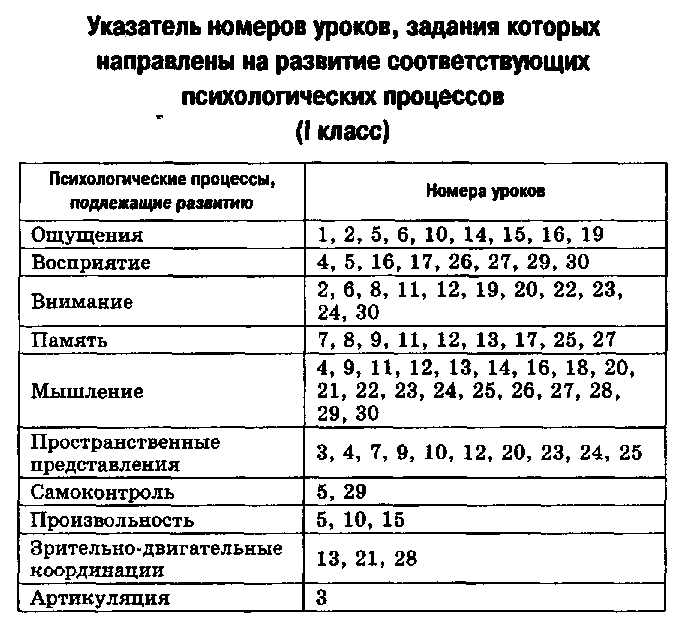 Указатель номеров уроков, задания которых
направлены на развитие соответствующих
психологических процессов
(I класс)
Психологические процессы,
подлежащие развитию
Номера уроков
Ощущения
1, 2, 5, 6, 10, 14, 15, 16, 19
Восприятие
4, 5, 16, 17, 26, 27, 29, 30
Внимание
2, 6, 8, 11, 12, 19, 20, 22, 23,
24, 30
Память
7, 8, 9, 11, 12, 13, 17, 25, 27
Мышление
4, 9, 11, 12, 13, 14, 16, 18, 20,
21, 22, 23, 24, 25, 26, 27, 28,
29, 30
Пространственные
представления
3, 4, 7, 9, 10, 12, 20, 23, 24, 25
Самоконтроль
5, 29
Произвольность
5, 10, 15
Зрительно-двигательные
координации
13, 21, 28
Артикуляция
3